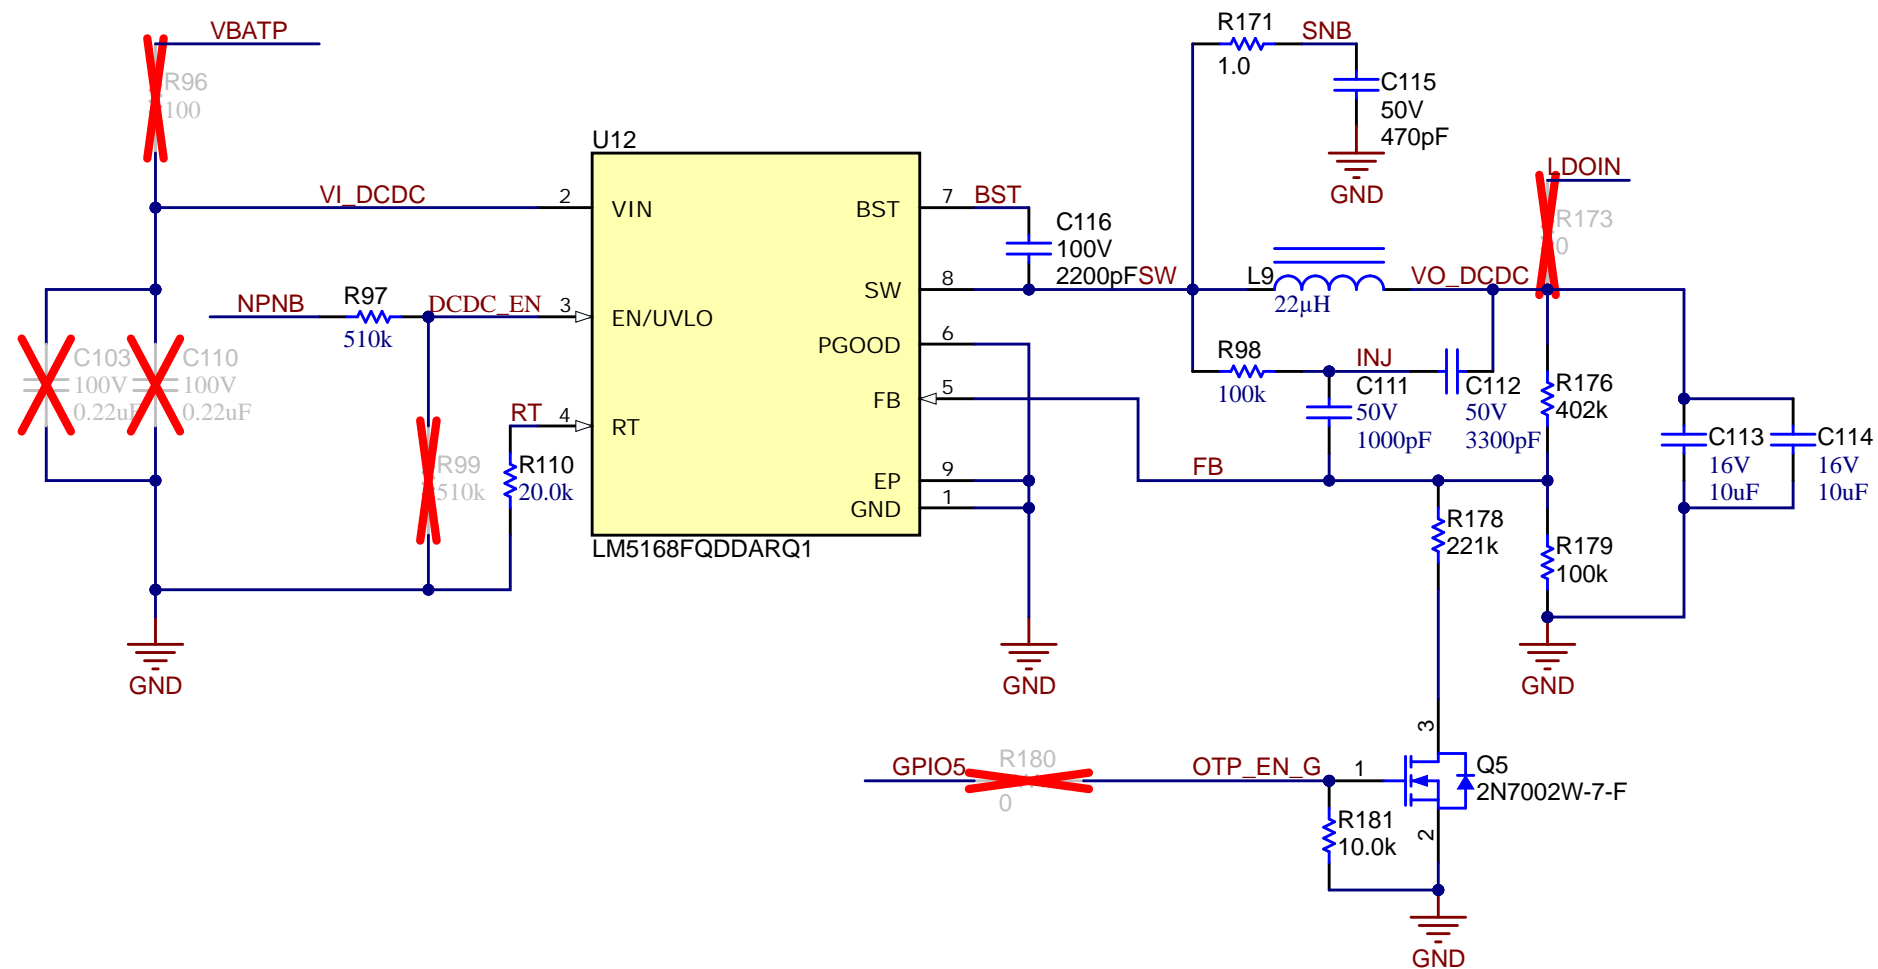 VBATP
R96
100
VI_DCDC
NPNB
R97
510k
DCDC_EN
C103
100V
0.22uF
C110
100V
0.22uF
R99
510k
RT
R110
20.0k
GND
U12
2
VIN
3
EN/UVLO
4
RT
BST
7
SW
8
PGOOD
6
FB
5
EP
9
GND
1
LM5168FQDDARQ1
BST
C116
100V
2200pF
SW
GND
R171
1.0
SNB
C115
50V
470pF
GND
L9
22µH
VO_DCDC
LDOIN
R173
0
R98
100k
INJ
C111
50V
1000pF
C112
50V
3300pF
R176
402k
C113
16V
10uF
C114
16V
10uF
FB
R178
221k
R179
100k
GND
GPIO5
R180
0
OTP_EN_G
1
3
2
Q5
2N7002W-7-F
R181
10.0k
GND